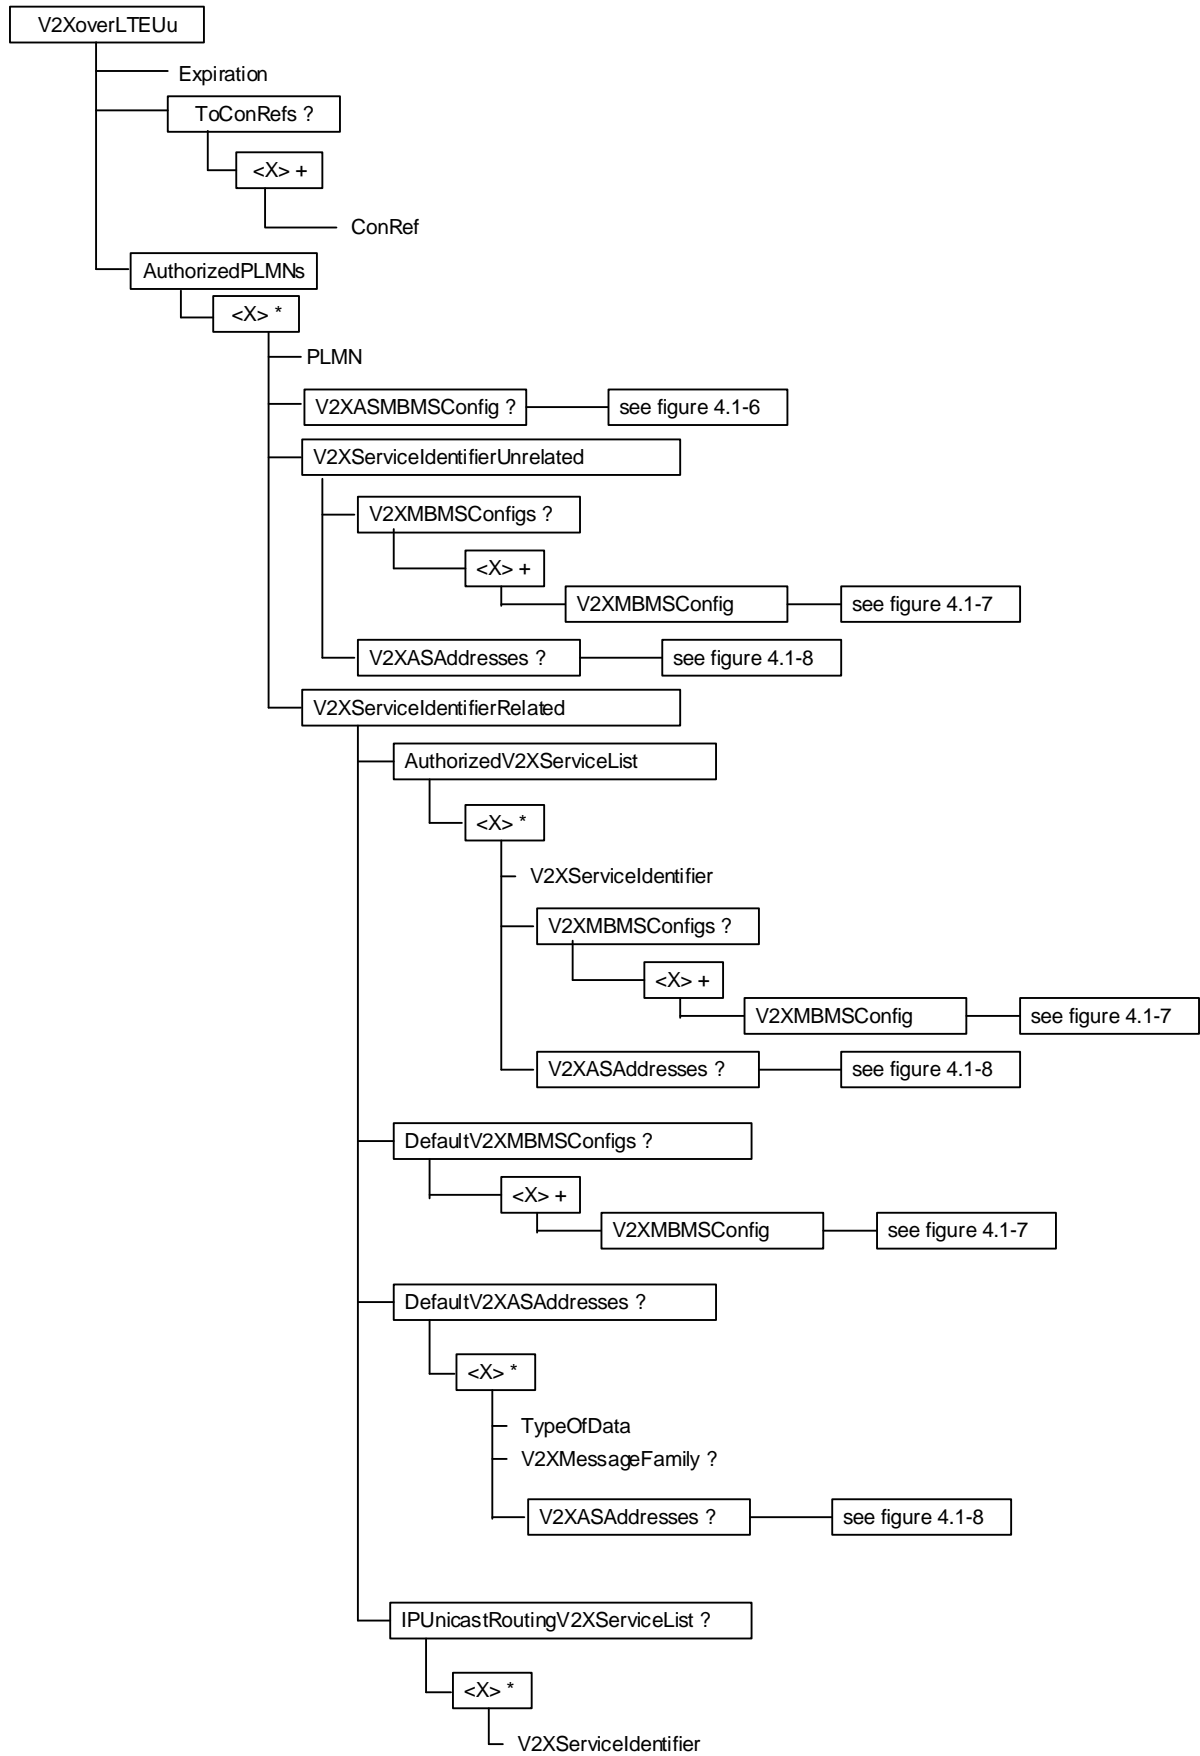 V2XoverLTEUu
Expiration
ToConRefs ?
<X> +
ConRef
AuthorizedPLMNs
<X> *
PLMN
V2XASMBMSConfig ?
see figure 4.1-6
V2XServiceIdentifierUnrelated
V2XMBMSConfigs ?
<X> +
V2XMBMSConfig
see figure 4.1-7
V2XASAddresses ?
see figure 4.1-8
V2XServiceIdentifierRelated
AuthorizedV2XServiceList
<X> *
V2XServiceIdentifier
V2XMBMSConfigs ?
<X> +
V2XMBMSConfig
see figure 4.1-7
V2XASAddresses ?
see figure 4.1-8
DefaultV2XMBMSConfigs ?
<X> +
V2XMBMSConfig
see figure 4.1-7
DefaultV2XASAddresses ?
<X> *
TypeOfData
V2XMessageFamily ?
V2XASAddresses ?
see figure 4.1-8
IPUnicastRoutingV2XServiceList ?
<X> *
V2XServiceIdentifier